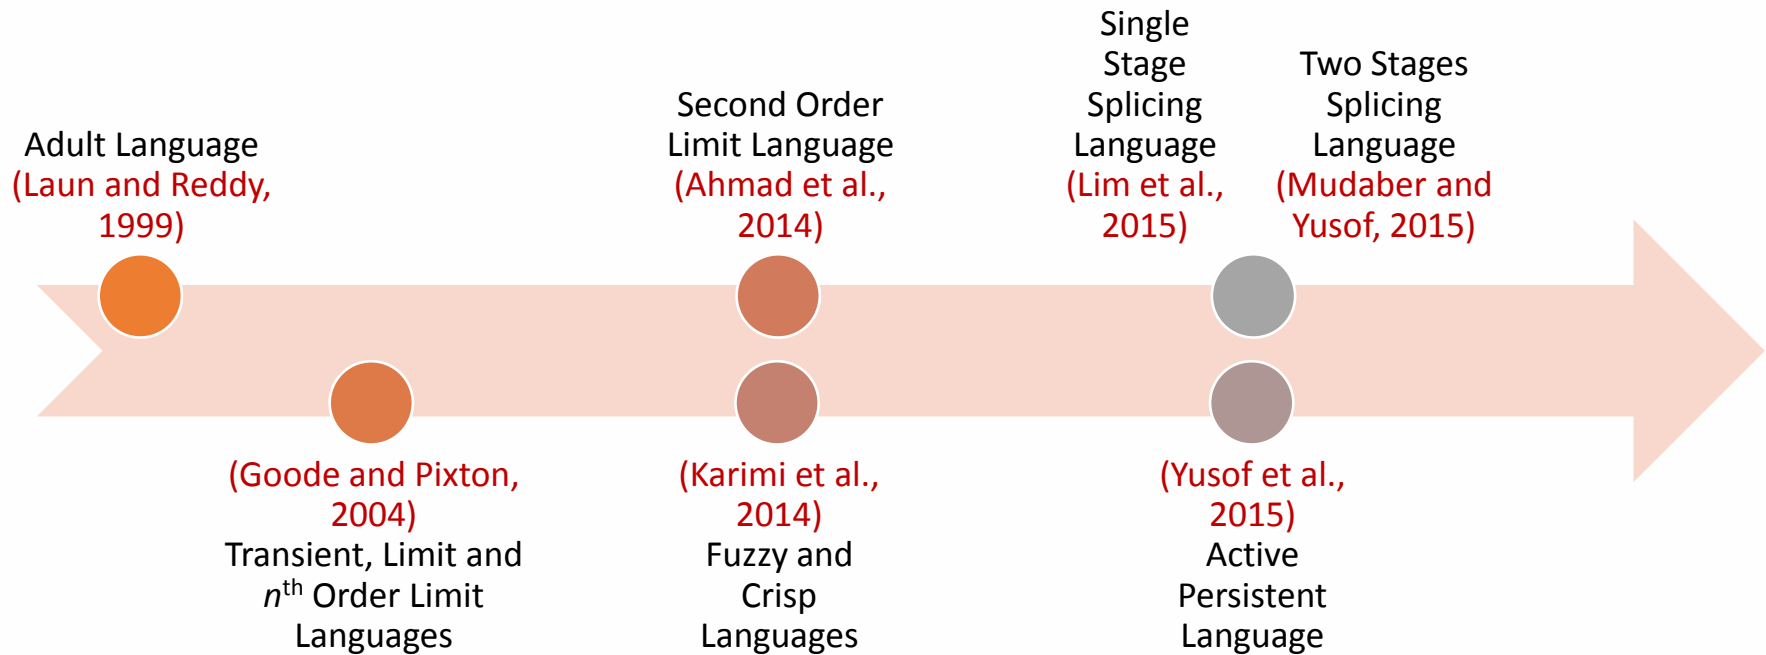 Adult Language
(Laun and Reddy,
1999)
(Goode and Pixton,
2004)
Transient, Limit and
nth Order Limit
Languages
Second Order
Limit Language
(Ahmad et al.,
2014)
(Karimi et al.,
2014)
Fuzzy and
Crisp
Languages
Single
Stage
Splicing
Language
(Lim et al.,
2015)
Two Stages
Splicing
Language
(Mudaber and
Yusof, 2015)
(Yusof et al.,
2015)
Active
Persistent
Language